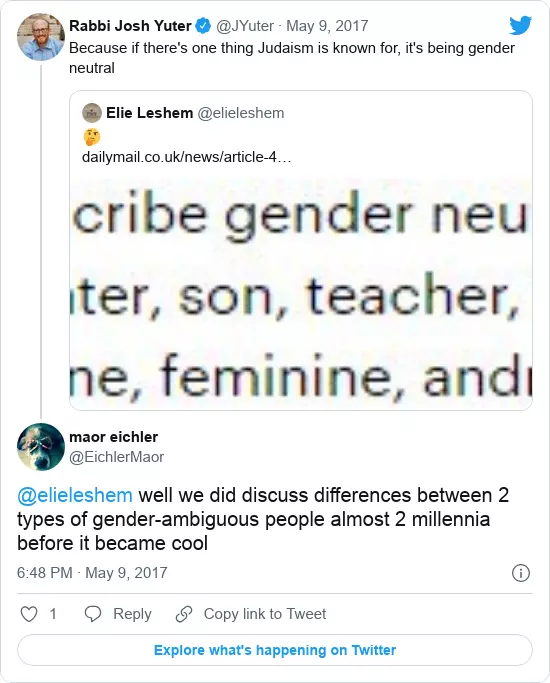 Rabbi Josh Yuter @JYuter · May 9, 2017
Because if there's one thing Judaism is known for, it's being gender
neutral
Elie Leshem @elieleshem
🤔
dailymail.co.uk/news/article-4…
cribe gender neu
ter, son, teacher,
ne, feminine, and
maor eichler
@EichlerMaor
@elieleshem well we did discuss differences between 2
types of gender-ambiguous people almost 2 millennia
before it became cool
6:48 PM · May 9, 2017
1 Reply Copy link to Tweet
Explore what's happening on Twitter